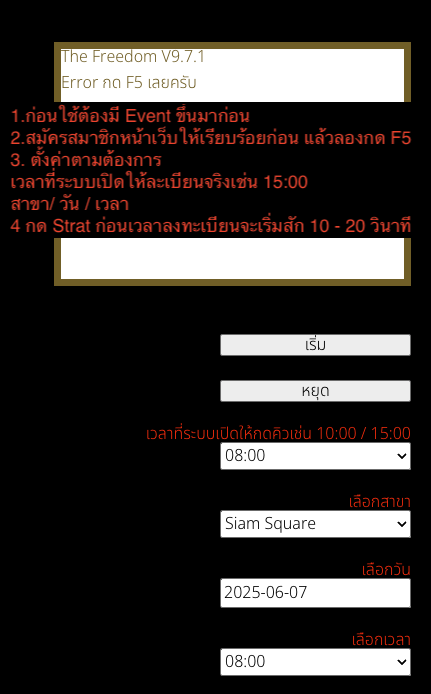 The Freedom V9.7.1
Error กด F5 เลยครับ
1.ก่อนใช้ต้องมี Event ขึ้นมาก่อน
2.สมัครสมาชิกหน้าเว็บให้เรียบร้อยก่อน แล้วลองกด F5
3. ตั้งค่าตามต้องการ
เวลาที่ระบบเปิดให้ละเบียนจริงเช่น 15:00
สาขา/ วัน / เวลา
4 กด Strat ก่อนเวลาลงทะเบียนจะเริ่มสัก 10 - 20 วินาที
เริ่ม
หยุด
เวลาที่ระบบเปิดให้กดคิวเช่น 10:00 / 15:00
08:00
เลือกสาขา
Siam Square
เลือกวัน
2025-06-07
เลือกเวลา
08:00